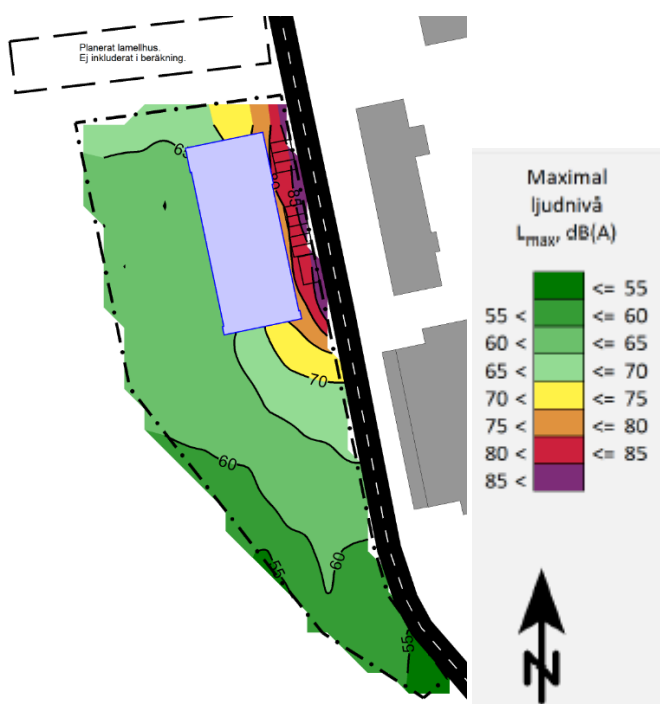 Planerat lamellhus.
Ej inkluderat i beräkning.
85
70
60
60
55
55
Maximal
ljudnivå
Lmax, dB(A)
<= 55
55 < <= 60
60 < <= 65
65 < <= 70
70 < <= 75
75 < <= 80
80 < <= 85
85 <
N